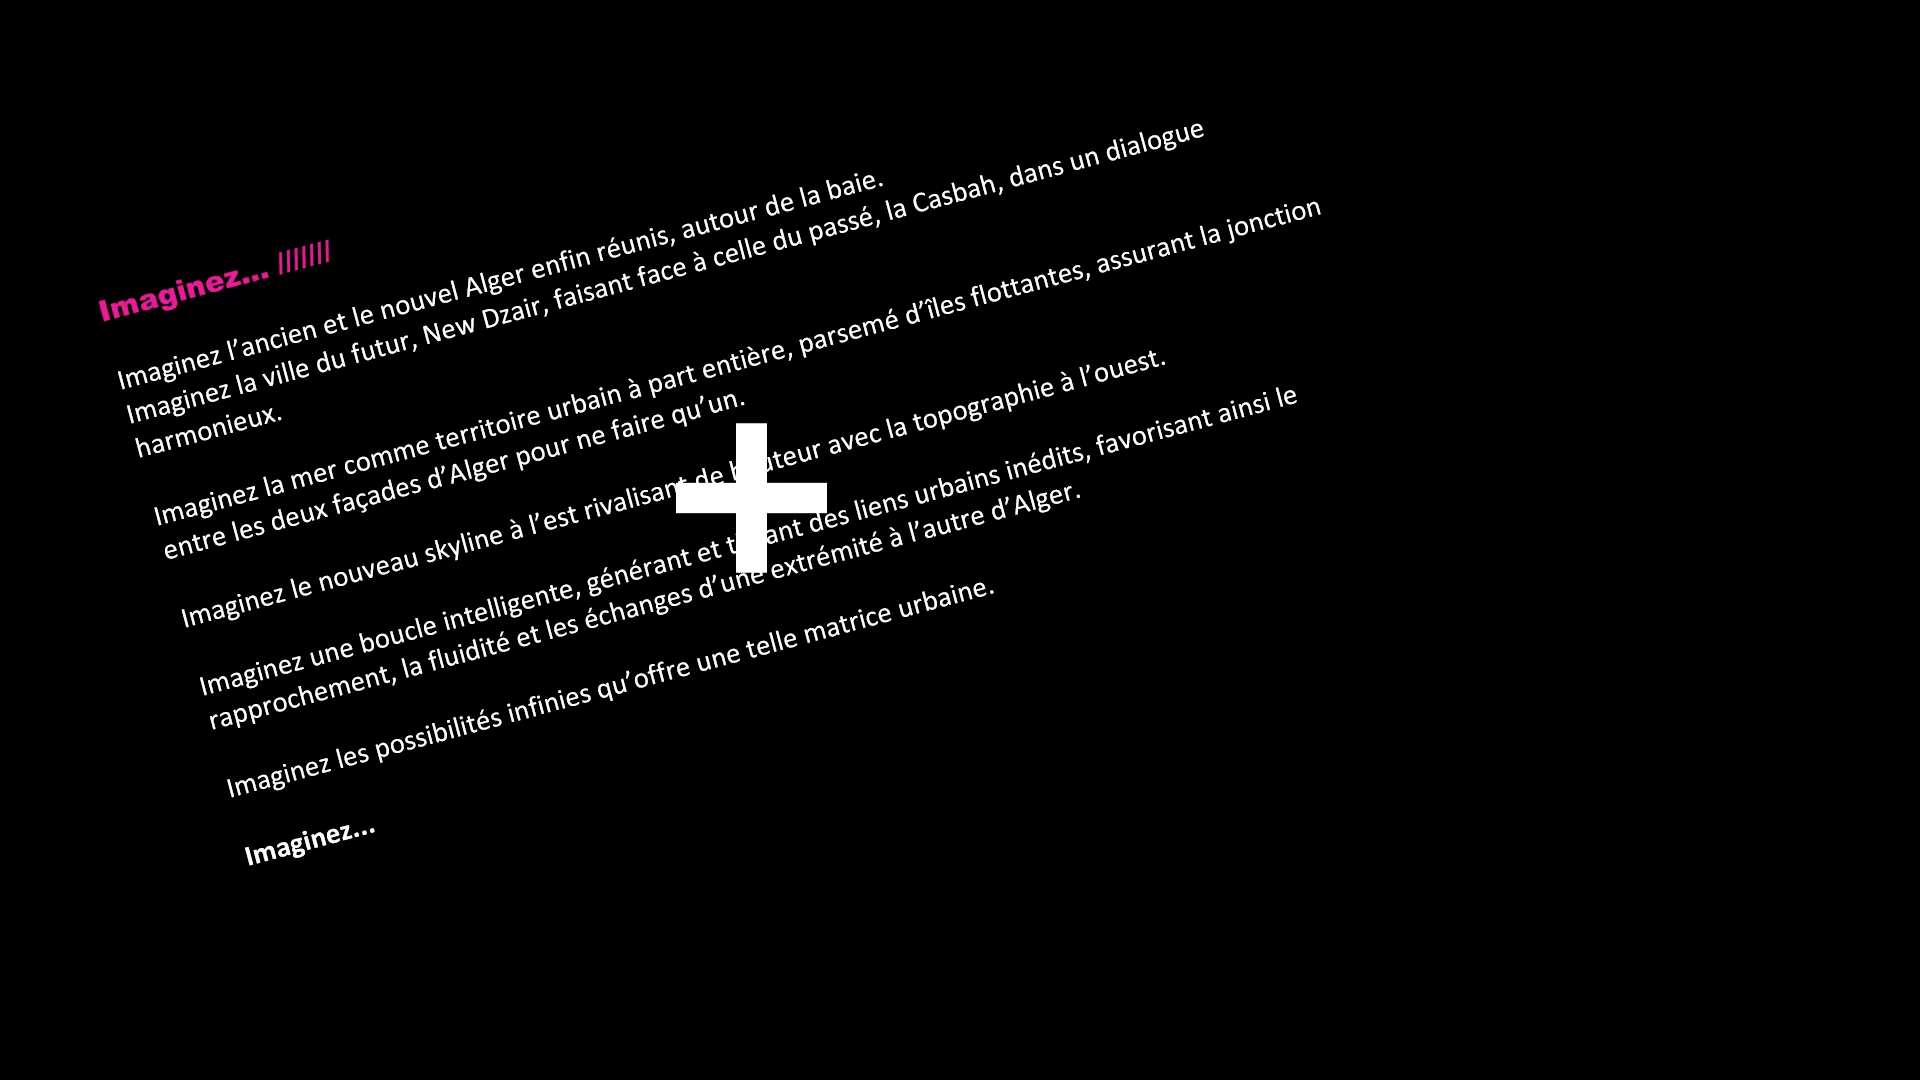 Imaginez... ///////
Imaginez l’ancien et le nouvel Alger enfin réunis, autour de la baie.
Imaginez la ville du futur, New Dzair, faisant face à celle du passé, la Casbah, dans un dialogue
harmonieux.
Imaginez la mer comme territoire urbain à part entière, parsemé d’îles flottantes, assurant la jonction
entre les deux façades d’Alger pour ne faire qu’un.
Imaginez le nouveau skyline à l’est rivalisant de hauteur avec la topographie à l’ouest.
Imaginez une boucle intelligente, générant et des liens urbains inédits, favorisant ainsi le
rapprochement, la fluidité et les échanges d’une extrémité à l’autre d’Alger.
Imaginez les possibilités infinies qu’offre une telle matrice urbaine.
Imaginez...